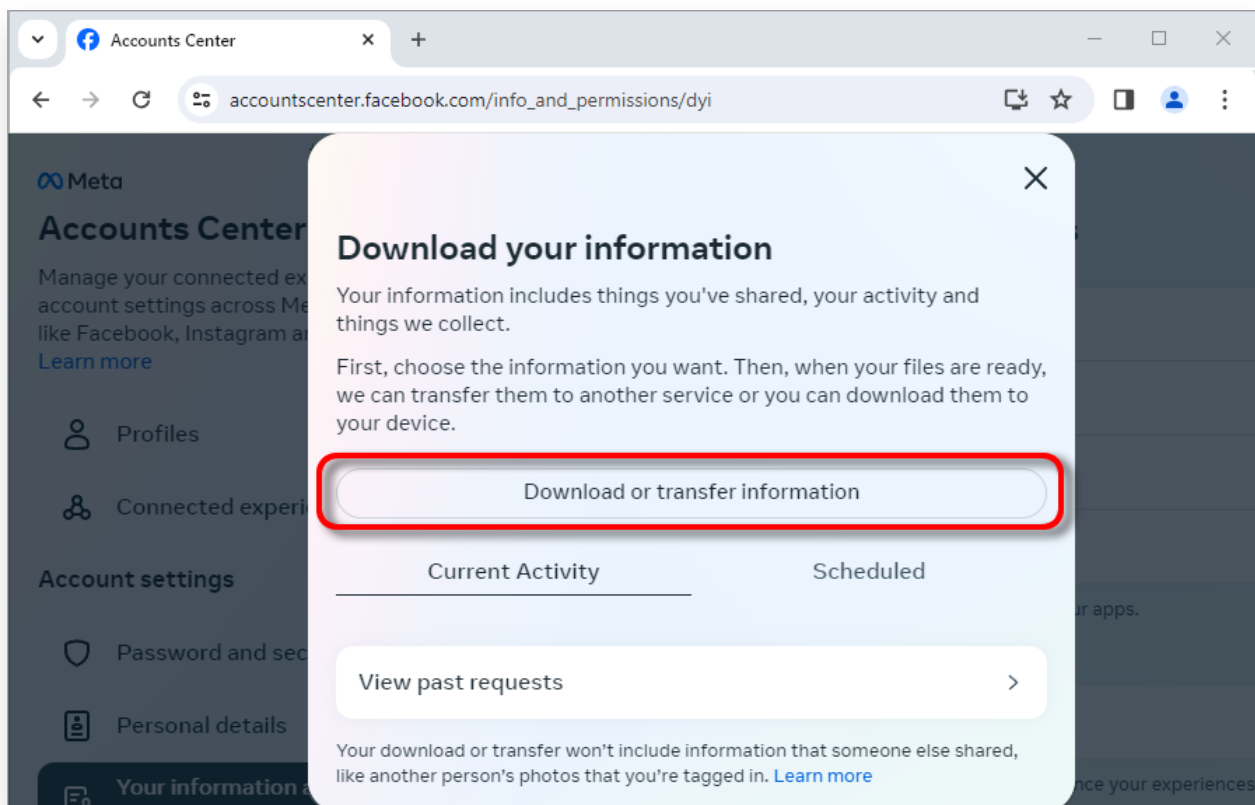 Accounts Center
accountscenter.facebook.com/info_and_permissions/dyi
Meta
Accounts Center
Manage your connected ex
account settings across Me
like Facebook, Instagram an
Learn more
Profiles
Connected experi
Account settings
Password and sec
Personal details
Your information a
Download your information
Your information includes things you've shared, your activity and
things we collect.
First, choose the information you want. Then, when your files are ready,
we can transfer them to another service or you can download them to
your device.
Download or transfer information
Current Activity
Scheduled
View past requests
Your download or transfer won’t include information that someone else shared,
like another person’s photos that you’re tagged in. Learn more
ur apps.
nce your experiences